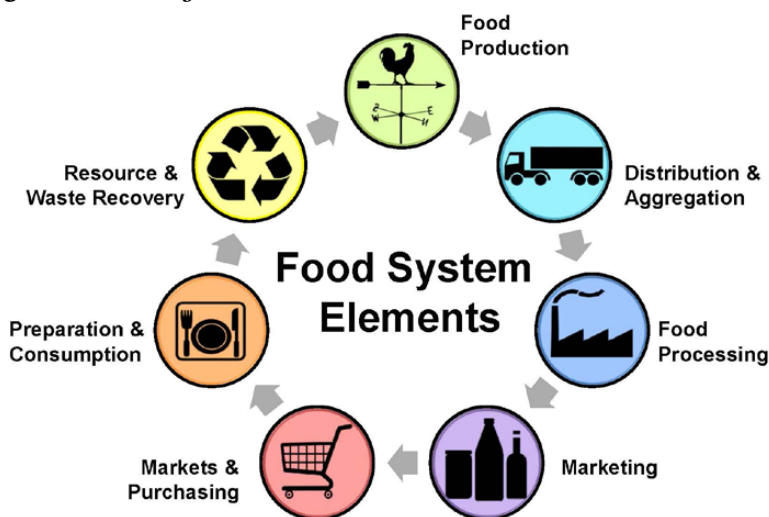 Food
Production
Distribution &
Aggregation
Food
Processing
Marketing
Markets &
Purchasing
Preparation &
Consumption
Resource &
Waste Recovery
Food System
Elements